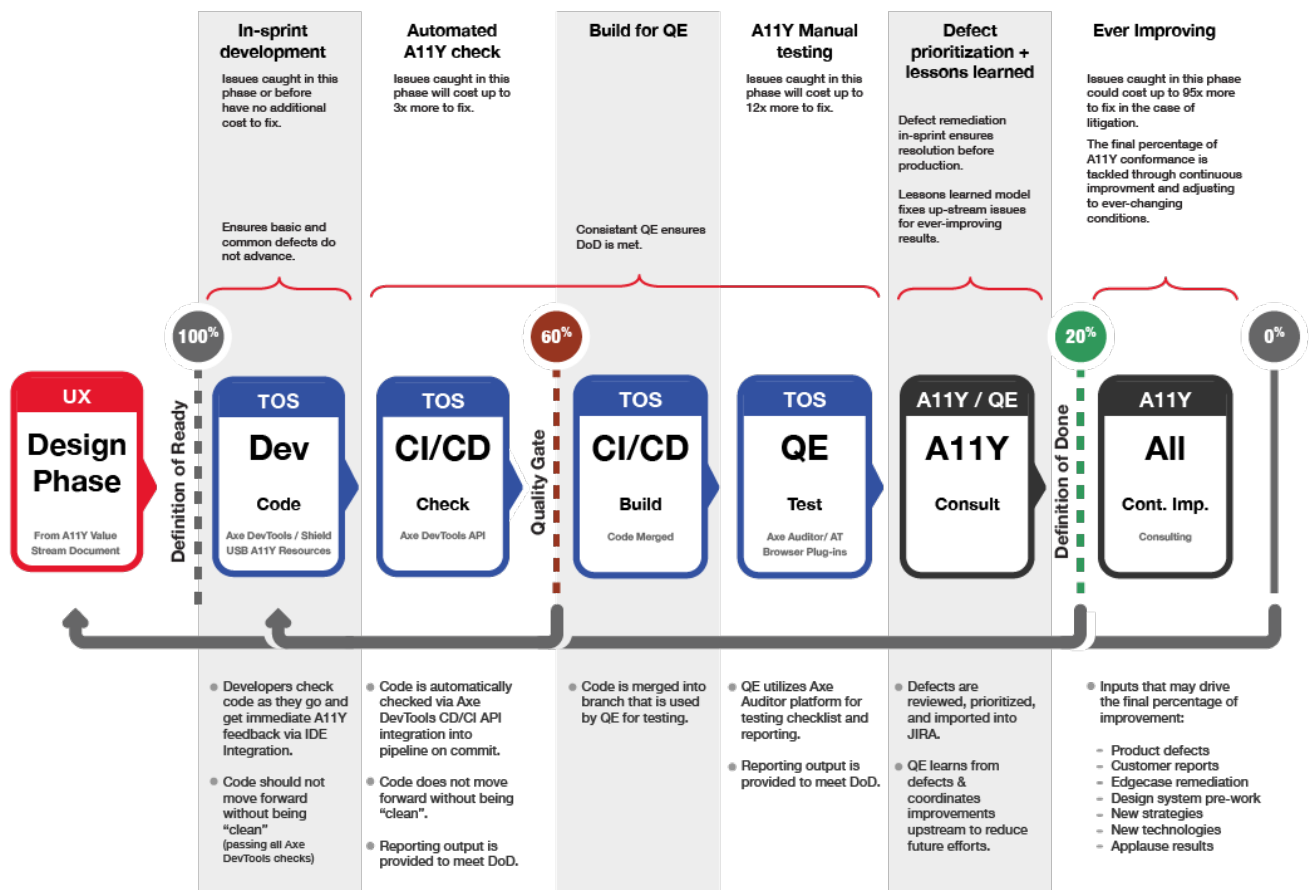 In-sprint
development
Issues caught in this
phase or before
have no additional
cost to fix.
Ensures basic and
common defects do
not advance.
Automated
A11Y check
Issues caught in this
phase will cost up to
3x more to fix.
Build for QE
Consistant QE ensures
DoD is met.
A11Y Manual
testing
Issues caught in this
phase will cost up to
12x more to fix.
Defect
prioritization +
lessons learned
Defect remediation
in-sprint ensures
resolution before
production.
Lessons learned model
fixes up-stream issues
for ever-improving
results.
Ever Improving
Issues caught in this phase
could cost up to 95x more
to fix in the case of
litigation.
The final percentage of
A11Y conformance is
tackled through continuous
improvment and adjusting
to ever-changing
conditions.
100%
60%
20%
0%
UX
Design
Phase
From A11Y Value
Stream Document
Definition of Ready
TOS
Dev
Code
Axe DevTools / Shield
USB A11Y Resources
TOS
CI/CD
Check
Axe DevTools API
Quality Gate
TOS
CI/CD
Build
Code Merged
TOS
QE
Test
Axe Auditor/ AT
Browser Plug-ins
A11Y / QE
A11Y
Consult
Definition of Done
A11Y
All
Cont. Imp.
Consulting
Developers check
code as they go and
get immediate A11Y
feedback via IDE
Integration.
Code should not
move forward
without being
“clean”
(passing all Axe
DevTools checks)
Code is automatically
checked via Axe
DevTools CD/CI API
integration into
pipeline on commit.
Code does not move
forward without being
“clean”.
Reporting output is
provided to meet DoD.
Code is merged into
branch that is used
by QE for testing.
QE utilizes Axe
Auditor platform for
testing checklist and
reporting.
Reporting output is
provided to meet DoD.
Defects are
reviewed, prioritized,
and imported into
JIRA.
QE learns from
defects &
coordinates
improvements
upstream to reduce
future efforts.
Inputs that may drive
the final percentage of
improvement:
- Product defects
- Customer reports
- Edgecase remediation
- Design system pre-work
- New strategies
- New technologies
- Applause results